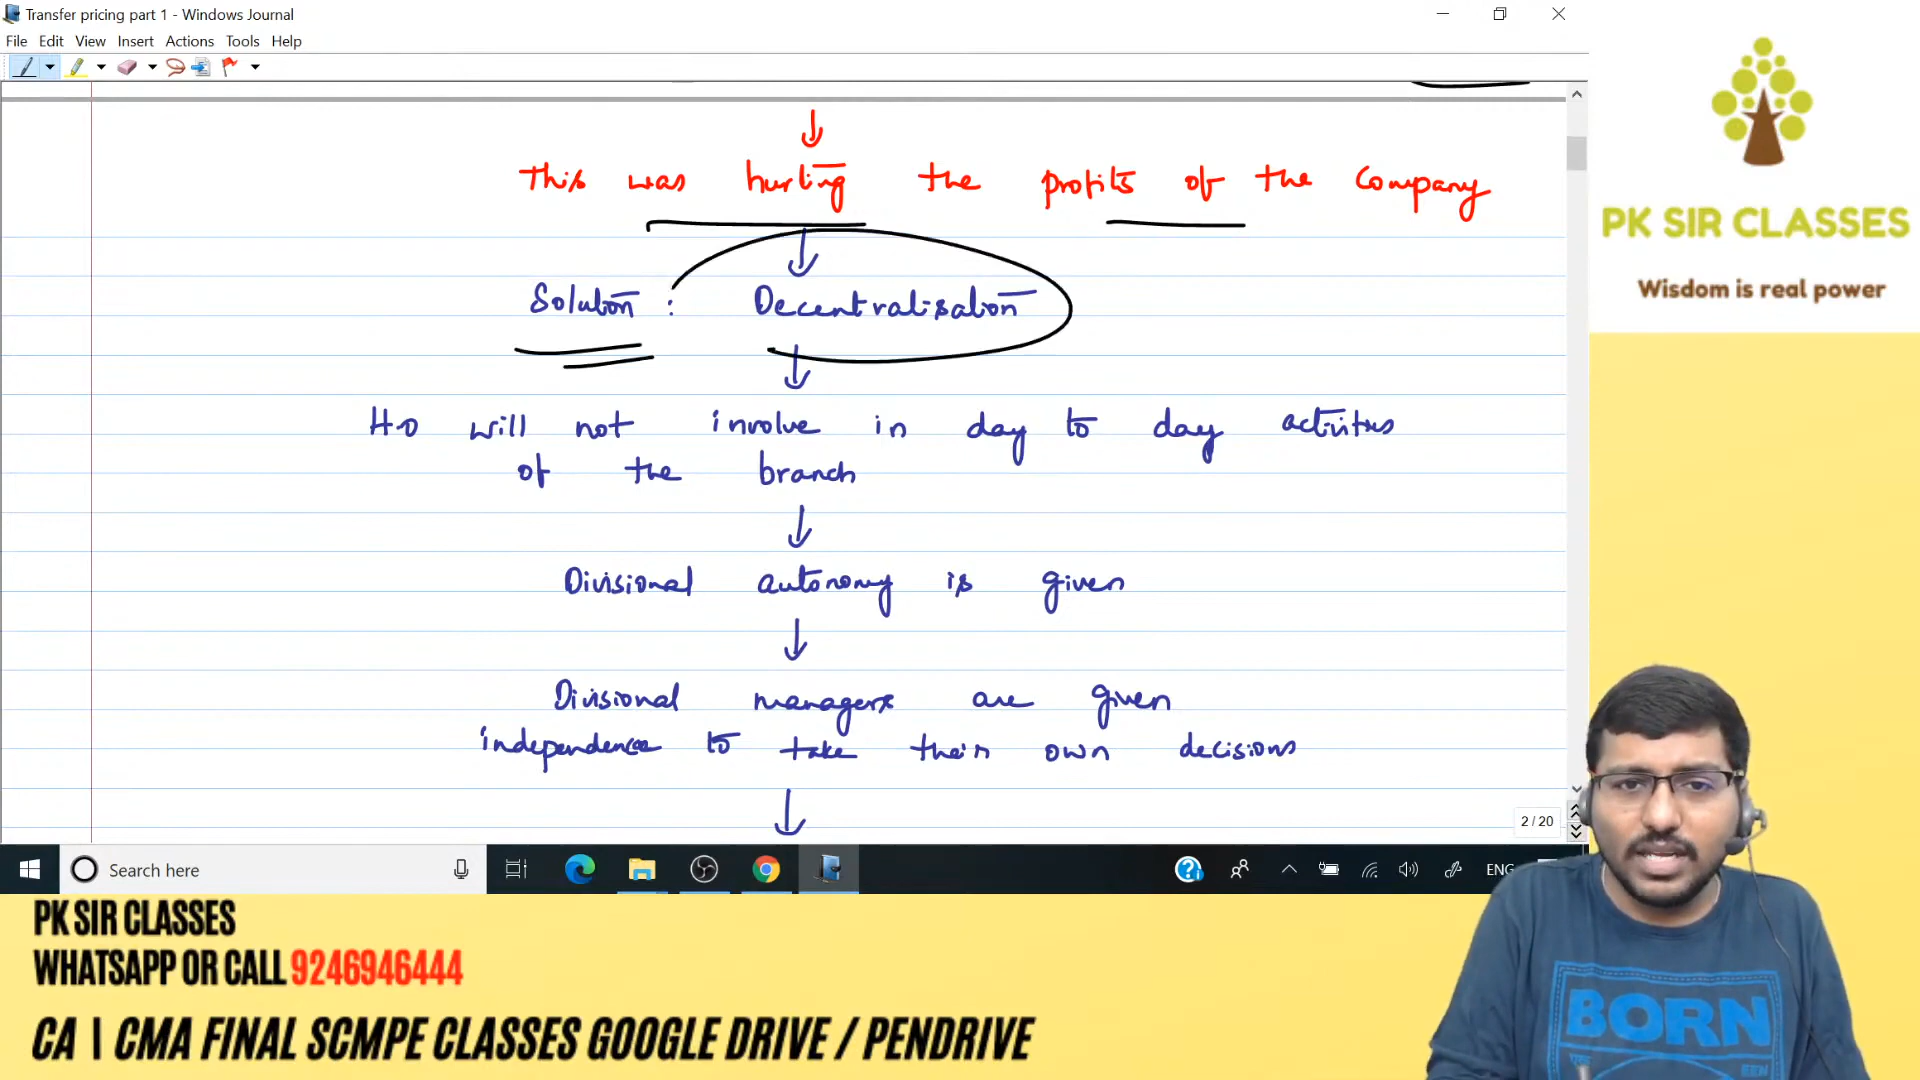 Transfer pricing part 1 - Windows Journal
File Edit View Insert Actions Tools Help
This was hurting the profits of the Company
Solution : Decentralisation
HO will not involve in day to day activities
of the branch
Divisional autonomy is given
Divisional managers are given
independence to take their own decisions
2 / 20
Search here
ENG
PK SIR CLASSES
Wisdom is real power
PK SIR CLASSES
WHATSAPP OR CALL 9246946444
CA \ CMA FINAL SCMPE CLASSES GOOGLE DRIVE / PENDRIVE
BORN